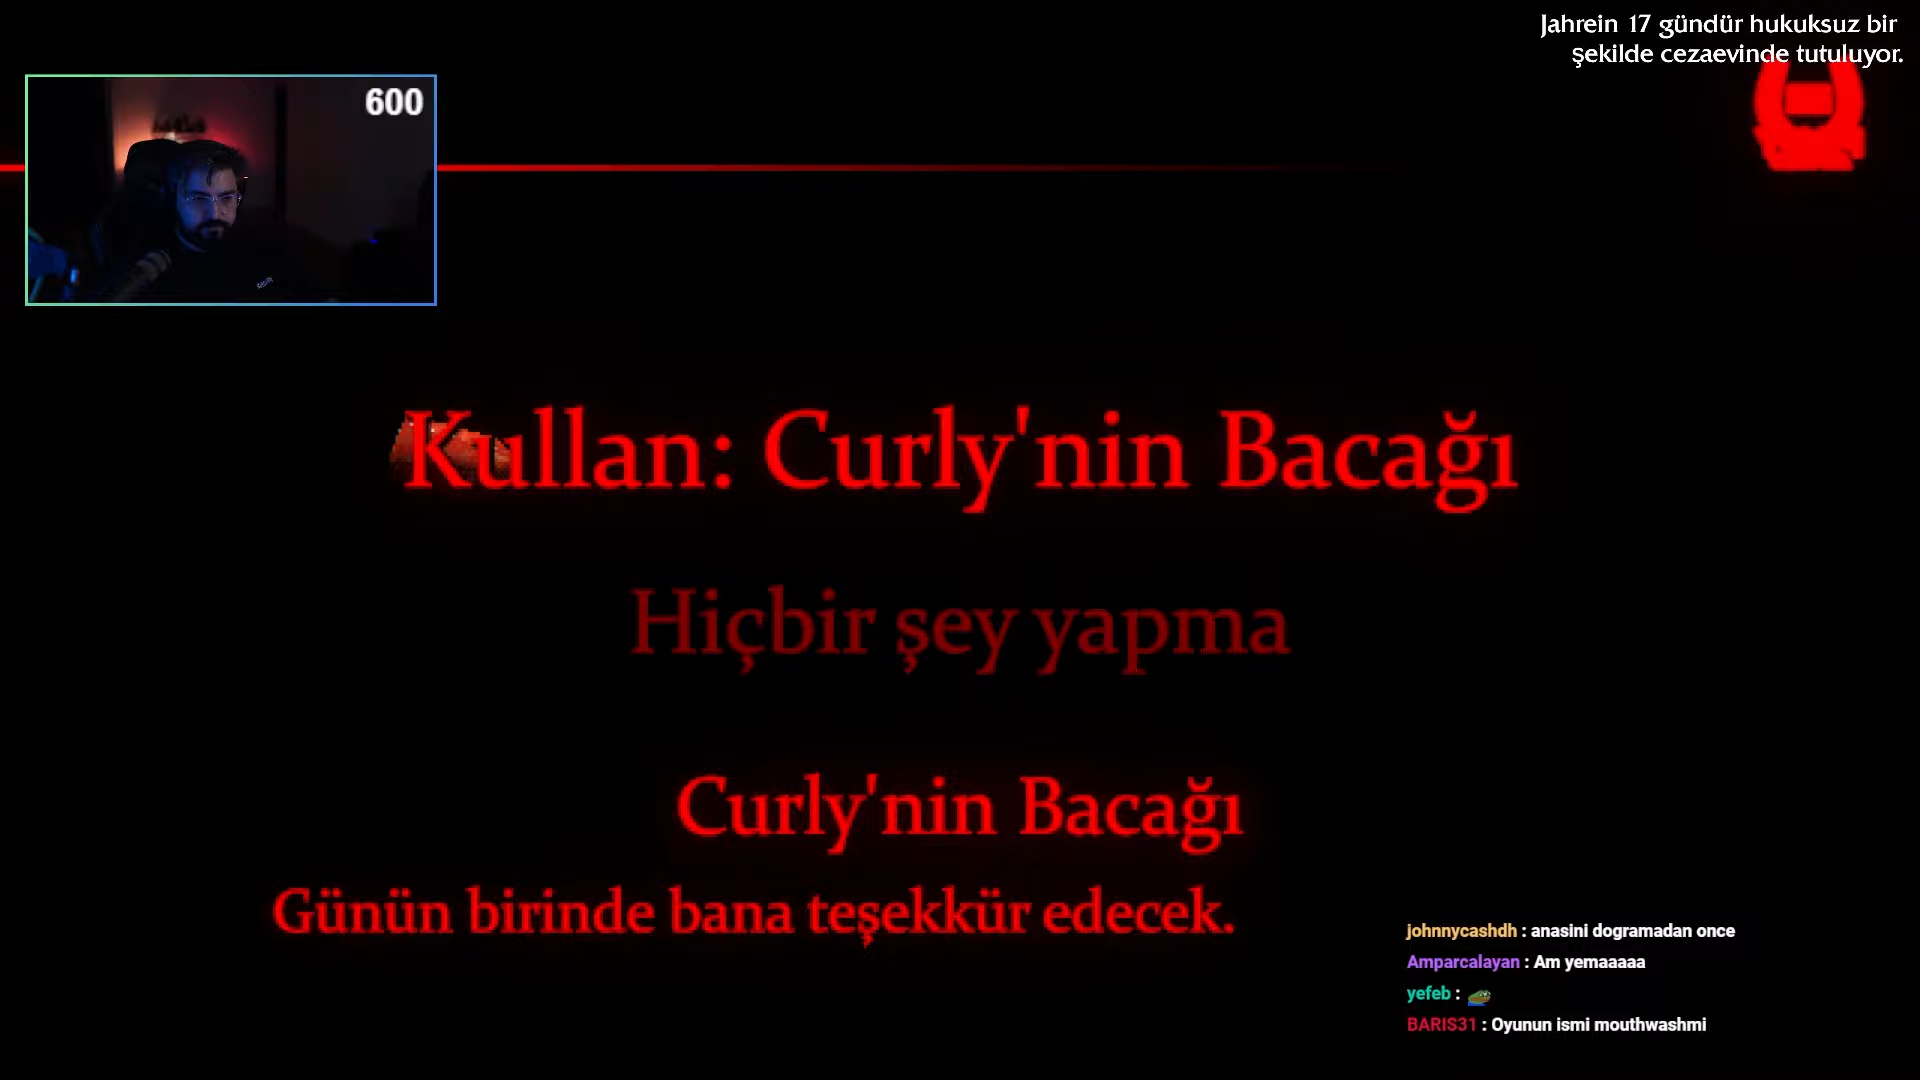 Jahrein 17 gündür hukuksuz bir
şekilde cezaevinde tutuluyor.
600
Kullan: Curly'nin Bacağı
Hiçbir şey yapma
Curly'nin Bacağı
Günün birinde bana teşekkür edecek.
johnnycashdh : anasini dogramadan once
Amparcalayan : Am yemaaaaa
yefeb :
BARIS31 : Oyunun ismi mouthwashmi